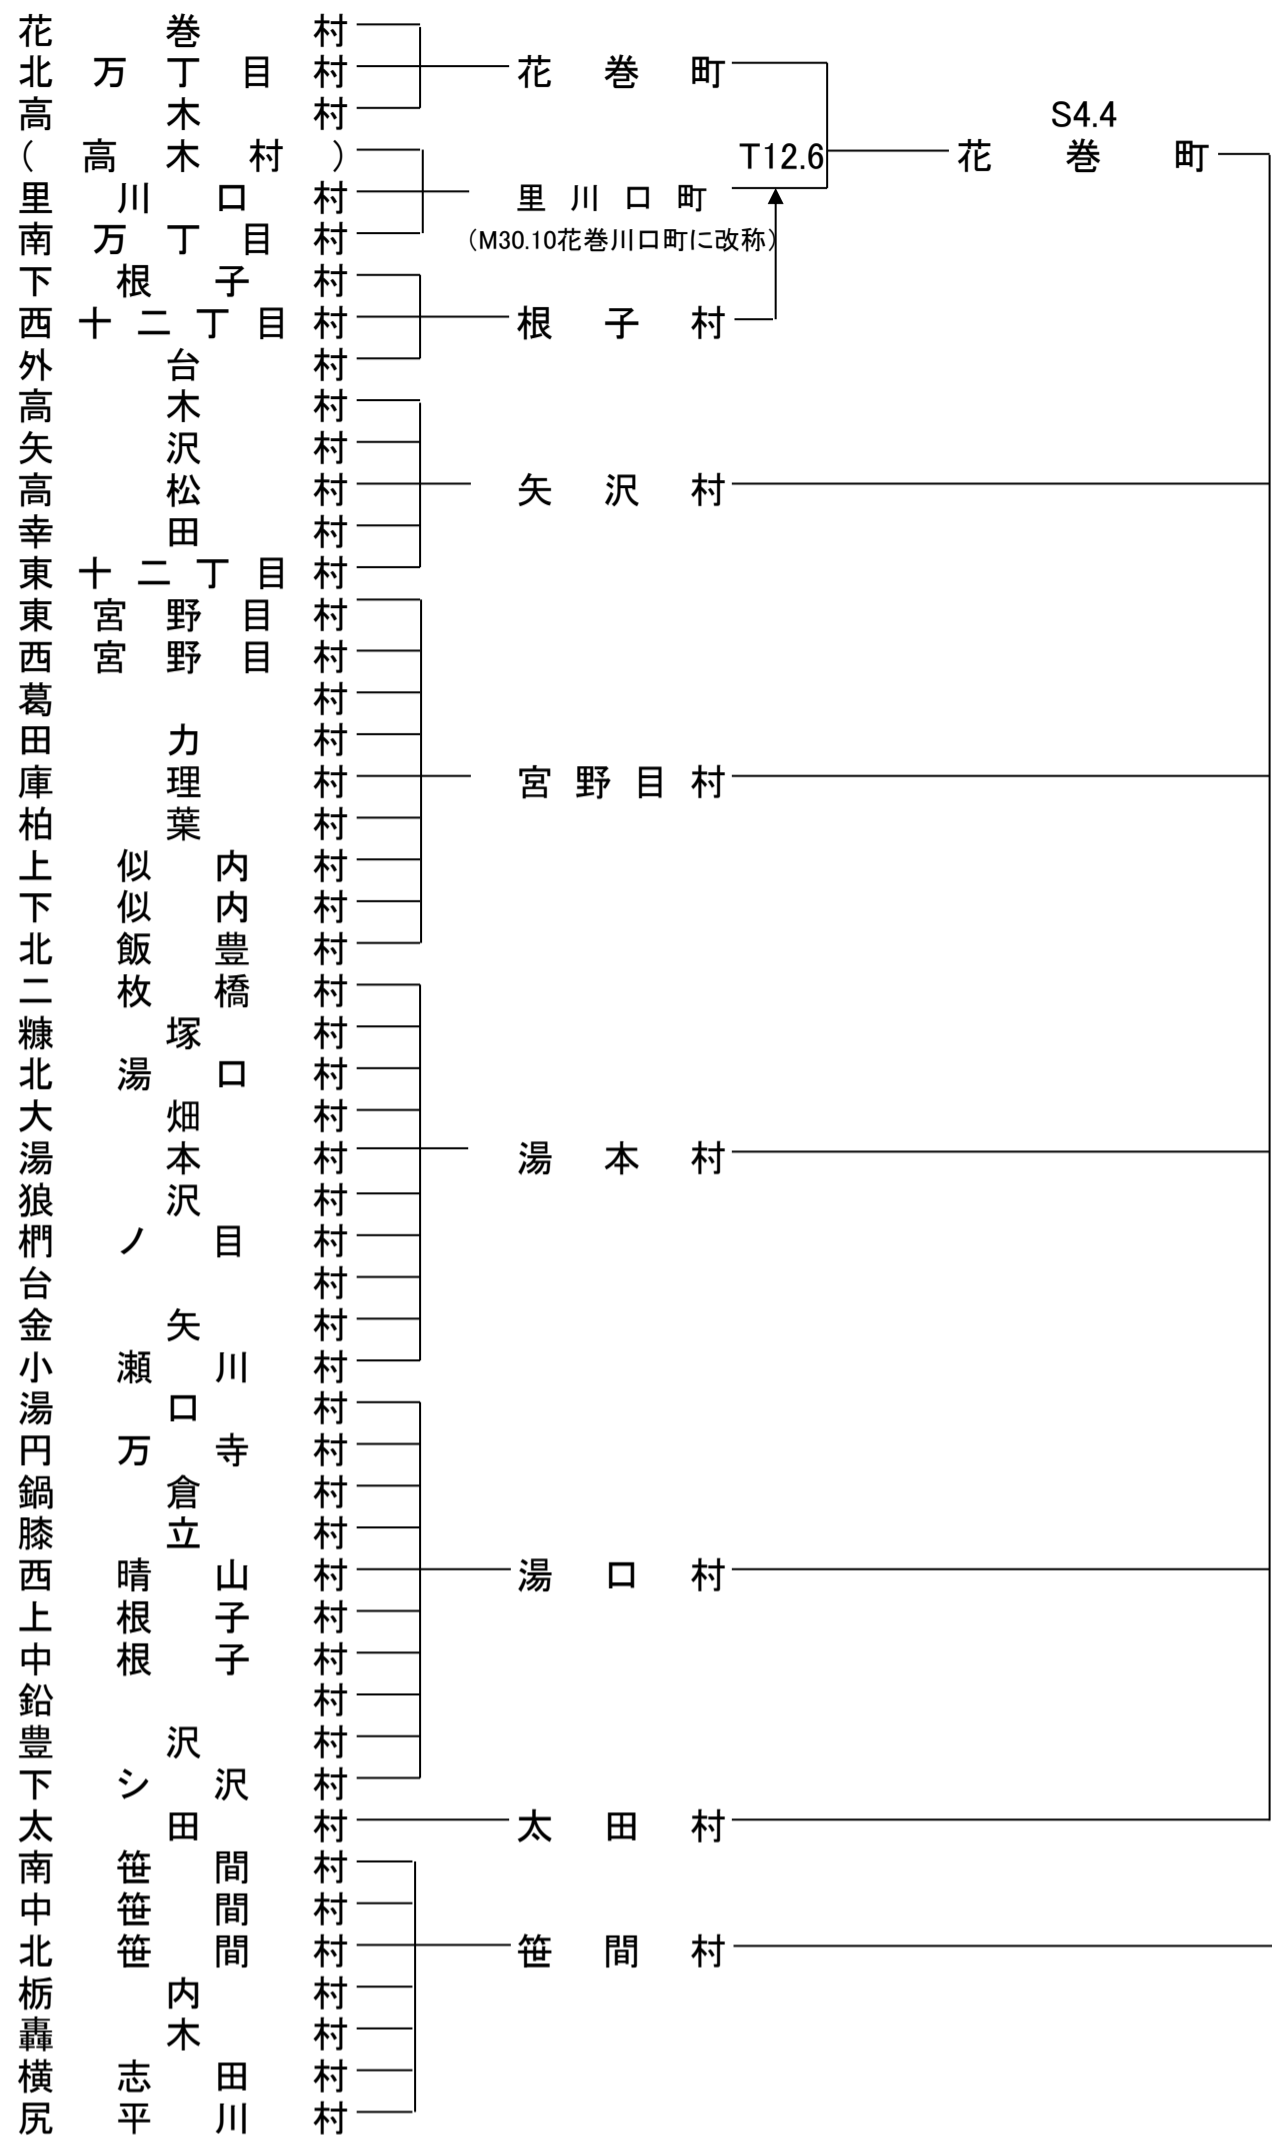 花巻村
北万丁目村 花巻町
高木村 S4.4
(高木村) T12.6 花巻町
里川口村 里川口町
南万丁目村 (M30.10花巻川口町に改称)
下根子村
西十二丁目村 根子村
外台村
高木村
矢沢村
高松村 矢沢村
幸田村
東十二丁目村
東宮野目村
西宮野目村
葛村
田力村
庫理村 宮野目村
柏葉村
上似内村
下似内村
北飯豊村
二枚橋村
糠塚村
北湯口村
大畑村
湯本村 湯本村
狼沢村
椚ノ目村
台村
金矢村
小瀬川村
湯口村
円万寺村
鍋倉村
膝立村
西晴山村 湯口村
上根子村
中根子村
鉛村
豊沢村
下シ沢村
太田村 太田村
南笹間村
中笹間村
北笹間村 笹間村
栃内村
轟木村
横志田村
尻平川村